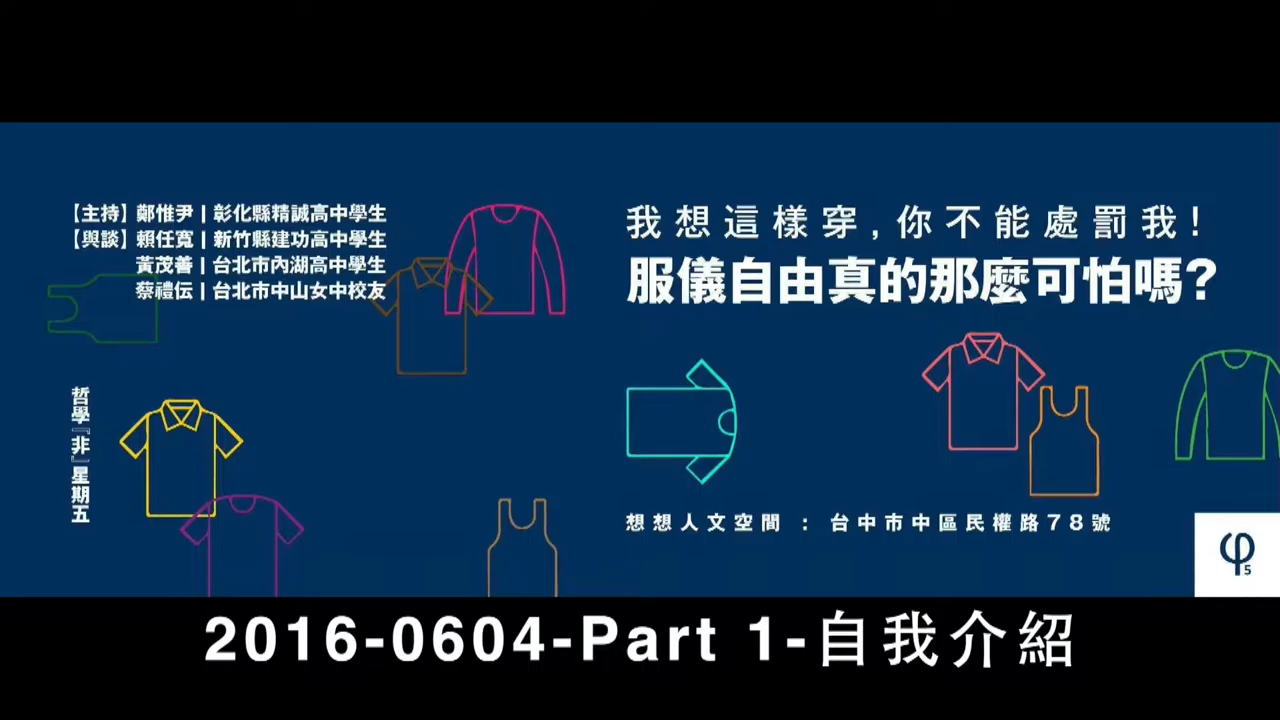 【主持】鄭惟尹 | 彰化縣精誠高中學生
【與談】賴任寬 | 新竹縣建功高中學生
黃茂善 | 台北市內湖高中學生
蔡禮伝 | 台北市中山女中校友
我想這樣穿,你不能處罰我!
服儀自由真的那麼可怕嗎?
哲學『非』星期五
想想人文空間 : 台中市中區民權路78號
φ5
2016-0604-Part 1-自我介紹